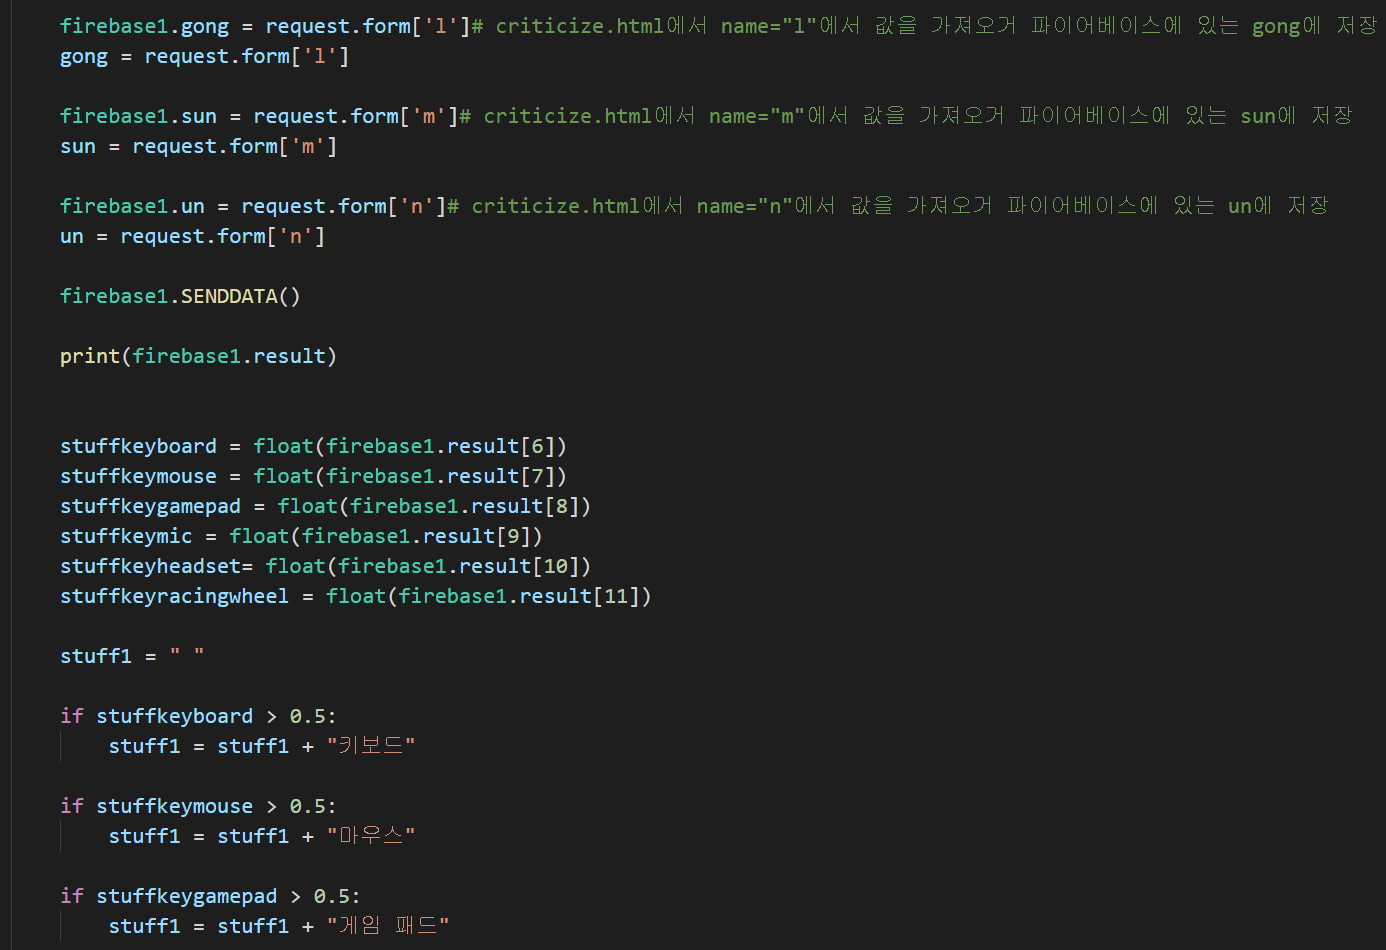 firebase1.gong = request.form['l']# criticize.html에서 name="l"에서 값을 가져오거 파이어베이스에 있는 gong에 저장
gong = request.form['l']
firebase1.sun = request.form['m']# criticize.html에서 name="m"에서 값을 가져오거 파이어베이스에 있는 sun에 저장
sun = request.form['m']
firebase1.un = request.form['n']# criticize.html에서 name="n"에서 값을 가져오거 파이어베이스에 있는 un에 저장
un = request.form['n']
firebase1.SENDDATA()
print(firebase1.result)
stuffkeyboard = float(firebase1.result[6])
stuffkeymouse = float(firebase1.result[7])
stuffkeygamepad = float(firebase1.result[8])
stuffkeymic = float(firebase1.result[9])
stuffkeyheadset= float(firebase1.result[10])
stuffkeyracingwheel = float(firebase1.result[11])
stuff1 = " "
if stuffkeyboard > 0.5:
    stuff1 = stuff1 + "키보드"
if stuffkeymouse > 0.5:
    stuff1 = stuff1 + "마우스"
if stuffkeygamepad > 0.5:
    stuff1 = stuff1 + "게임 패드"